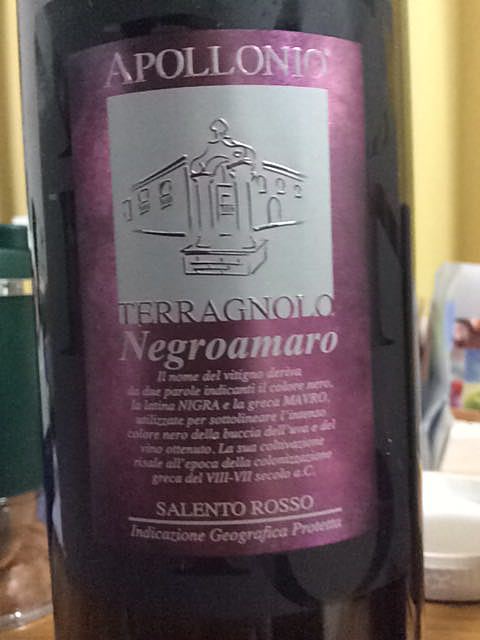 APOLLONIO
TERRAGNOLO
Negroamaro
Il nome del vitigno deriva
da due parole indicanti il colore nero,
la latina NIGRA e la greca MAVRO,
utilizzate per sottolineare l'intenso
colore nero della buccia dell'uva e del
vino ottenuto. La sua coltivazione
risale all'epoca della colonizzazione
greca del VIII-VII secolo a.C.
SALENTO ROSSO
Indicazione Geografica Protetta